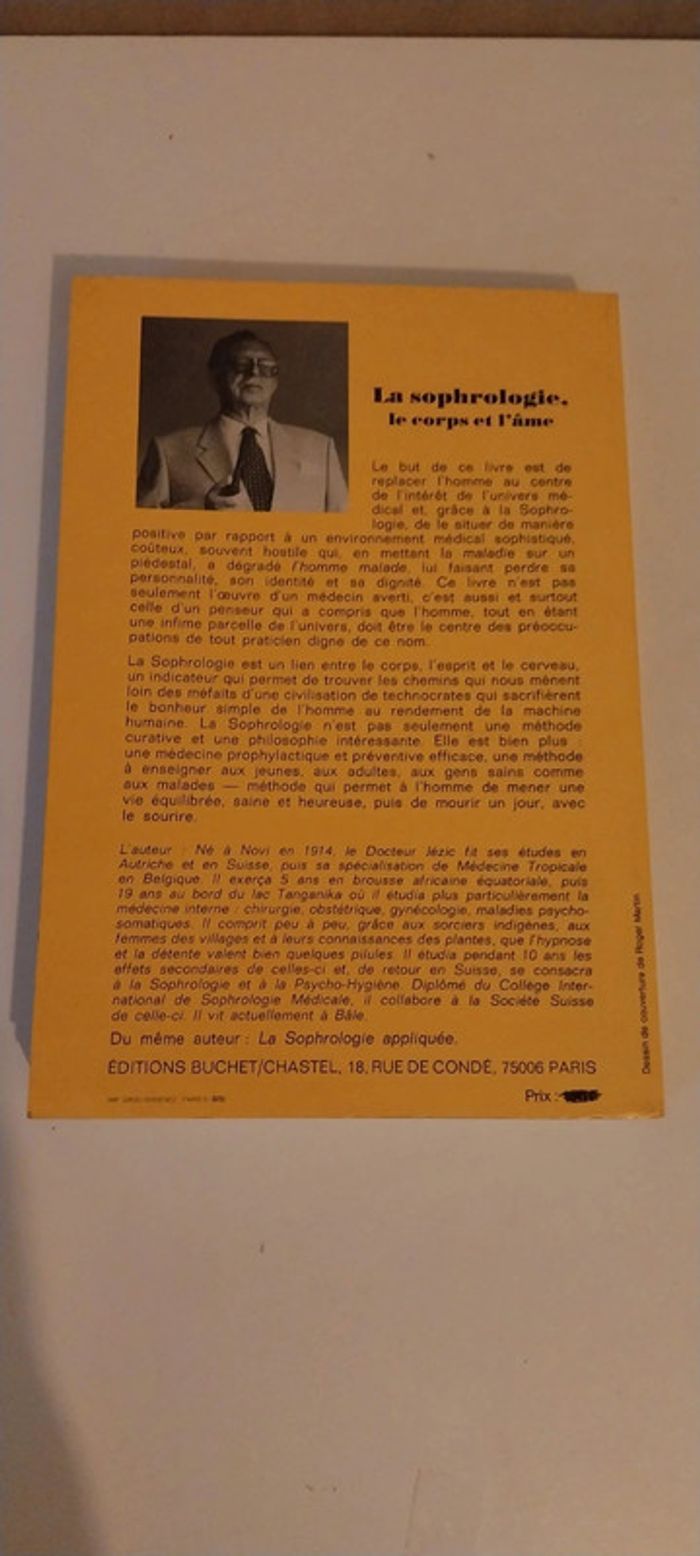 La sophrologie,
le corps et l'âme
Le but de ce livre est de
replacer l'homme au centre
de l'intérêt de l'univers mé-
dical et, grâce à la Sophro-
logie, de le situer de manière
positive par rapport à un environnement médical sophistiqué,
coûteux, souvent hostile qui, en mettant la maladie sur un
piédestal, a dégradé l'homme malade, lui faisant perdre sa
personnalité, son identité et sa dignité. Ce livre n'est pas
seulement l'œuvre d'un médecin averti, c'est aussi et surtout
celle d'un penseur qui a compris que l'homme, tout en étant
une infime parcelle de l'univers, doit être le centre des préoccu-
pations de tout praticien digne de ce nom.
La Sophrologie est un lien entre le corps, l'esprit et le cerveau,
un indicateur qui permet de trouver les chemins qui nous mènent
loin des méfaits d'une civilisation de technocrates qui sacrifièrent
le bonheur simple de l'homme au rendement de la machine
humaine. La Sophrologie n'est pas seulement une méthode
curative et une philosophie intéressante. Elle est bien plus :
une médecine prophylactique et préventive efficace, une méthode
à enseigner aux jeunes, aux adultes, aux gens sains comme
aux malades — méthode qui permet à l'homme de mener une
vie équilibrée, saine et heureuse, puis de mourir un jour, avec
le sourire.
L'auteur : Né à Novi en 1914, le Docteur Jézic fit ses études en
Autriche et en Suisse, puis sa spécialisation de Médecine Tropicale
en Belgique. Il exerça 5 ans en brousse africaine équatoriale, puis
19 ans au bord du lac Tanganika où il étudia plus particulièrement la
médecine interne : chirurgie, obstétrique, gynécologie, maladies psycho-
somatiques. Il comprit peu à peu, grâce aux sorciers indigènes, aux
femmes des villages et à leurs connaissances des plantes, que l'hypnose
et la détente valent bien quelques pilules. Il étudia pendant 10 ans les
effets secondaires de celles-ci et, de retour en Suisse, se consacra
à la Sophrologie et à la Psycho-Hygiène. Diplômé du Collège Inter-
national de Sophrologie Médicale, il collabore à la Société Suisse
de celle-ci. Il vit actuellement à Bâle.
Du même auteur : La Sophrologie appliquée.
ÉDITIONS BUCHET/CHASTEL, 18, RUE DE CONDÉ, 75006 PARIS
Prix :
Dessin de couverture de Roger Martin